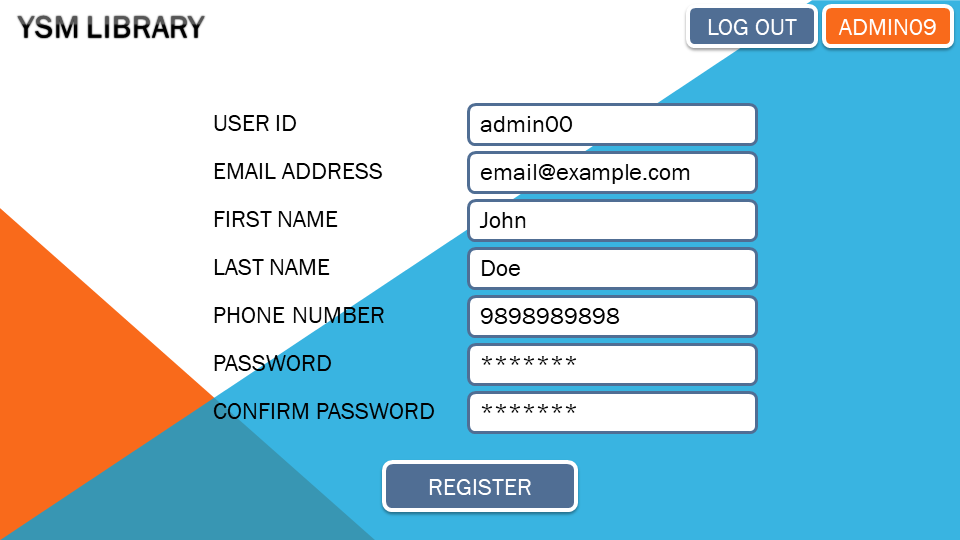 YSM LIBRARY
LOG OUT
ADMIN09
USER ID
admin00
EMAIL ADDRESS
email@example.com
FIRST NAME
John
LAST NAME
Doe
PHONE NUMBER
9898989898
PASSWORD
*******
CONFIRM PASSWORD
*******
REGISTER